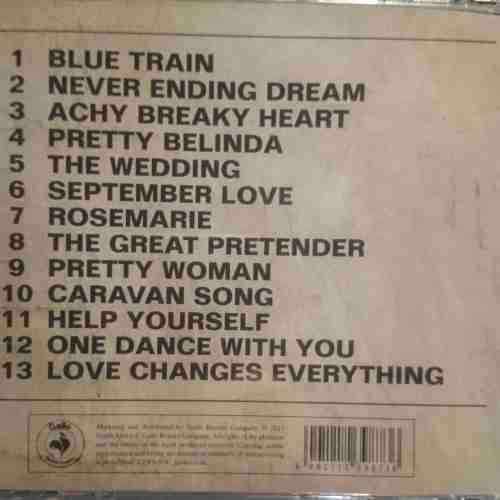 1 BLUE TRAIN
2 NEVER ENDING DREAM
3 ACHY BREAKY HEART
4 PRETTY BELINDA
5 THE WEDDING
6 SEPTEMBER LOVE
7 ROSEMARIE
8 THE GREAT PRETENDER
9 PRETTY WOMAN
10 CARAVAN SONG
11 HELP YOURSELF
12 ONE DANCE WITH YOU
13 LOVE CHANGES EVERYTHING